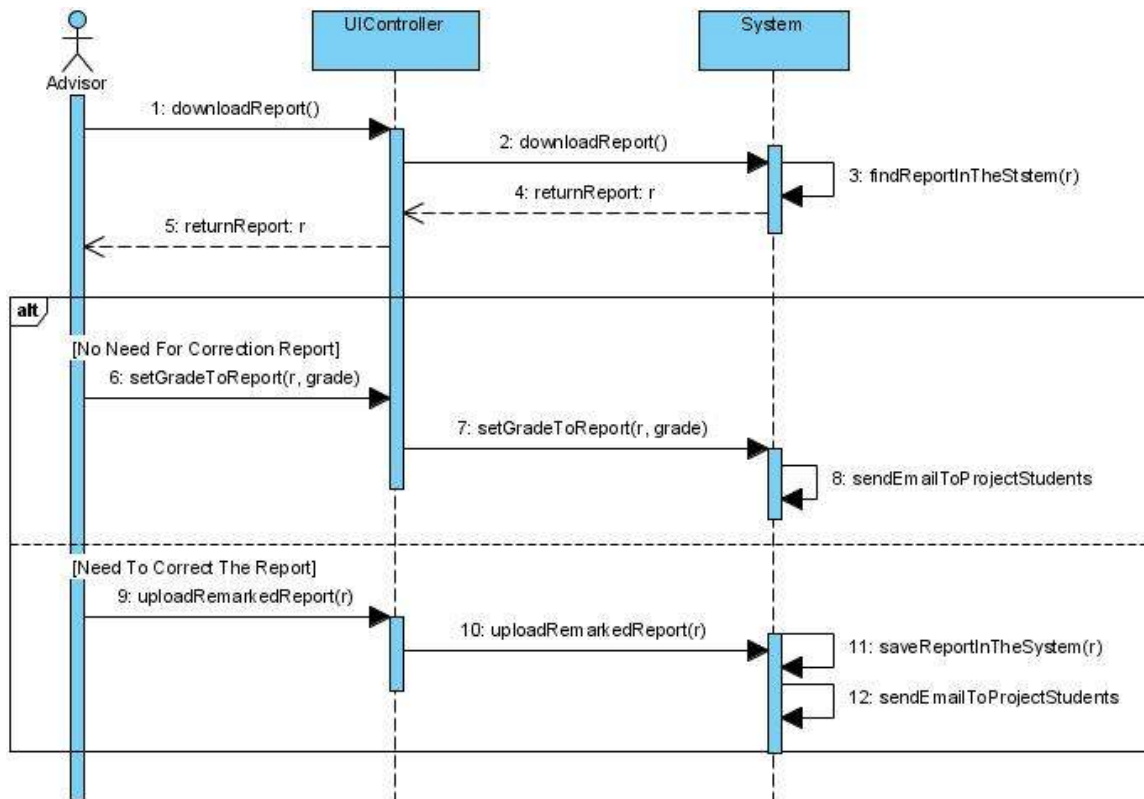 UIController
System
Advisor
1: downloadReport()
2: downloadReport()
3: findReportInTheStstem(r)
4: returnReport: r
5: returnReport: r
alt
[No Need For Correction Report]
6: setGradeToReport(r, grade)
7: setGradeToReport(r, grade)
8: sendEmailToProjectStudents
[Need To Correct The Report]
9: uploadRemarkedReport(r)
10: uploadRemarkedReport(r)
11: saveReportInTheSystem(r)
12: sendEmailToProjectStudents